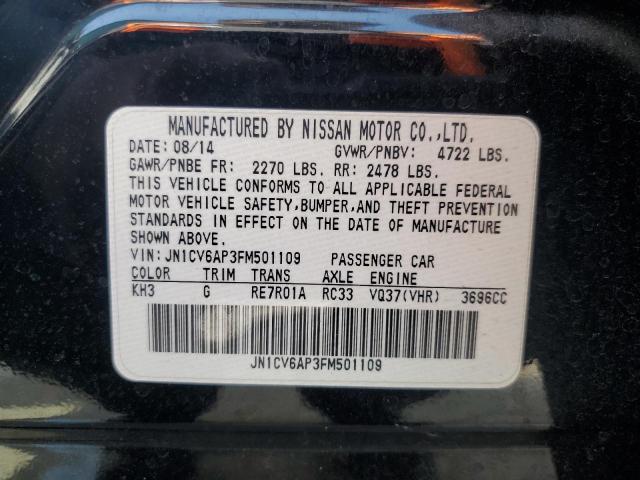 MANUFACTURED BY NISSAN MOTOR CO.,LTD.
DATE: 08/14 GVWR/PNBV: 4722 LBS.
GAWR/PNBE FR: 2270 LBS. RR: 2478 LBS.
THIS VEHICLE CONFORMS TO ALL APPLICABLE FEDERAL
MOTOR VEHICLE SAFETY,BUMPER,AND THEFT PREVENTION
STANDARDS IN EFFECT ON THE DATE OF MANUFACTURE
SHOWN ABOVE.
VIN: JN1CV6AP3FM501109 PASSENGER CAR
COLOR TRIM TRANS AXLE ENGINE
KH3 G RE7R01A RC33 VQ37(VHR) 3696CC
JN1CV6AP3FM501109